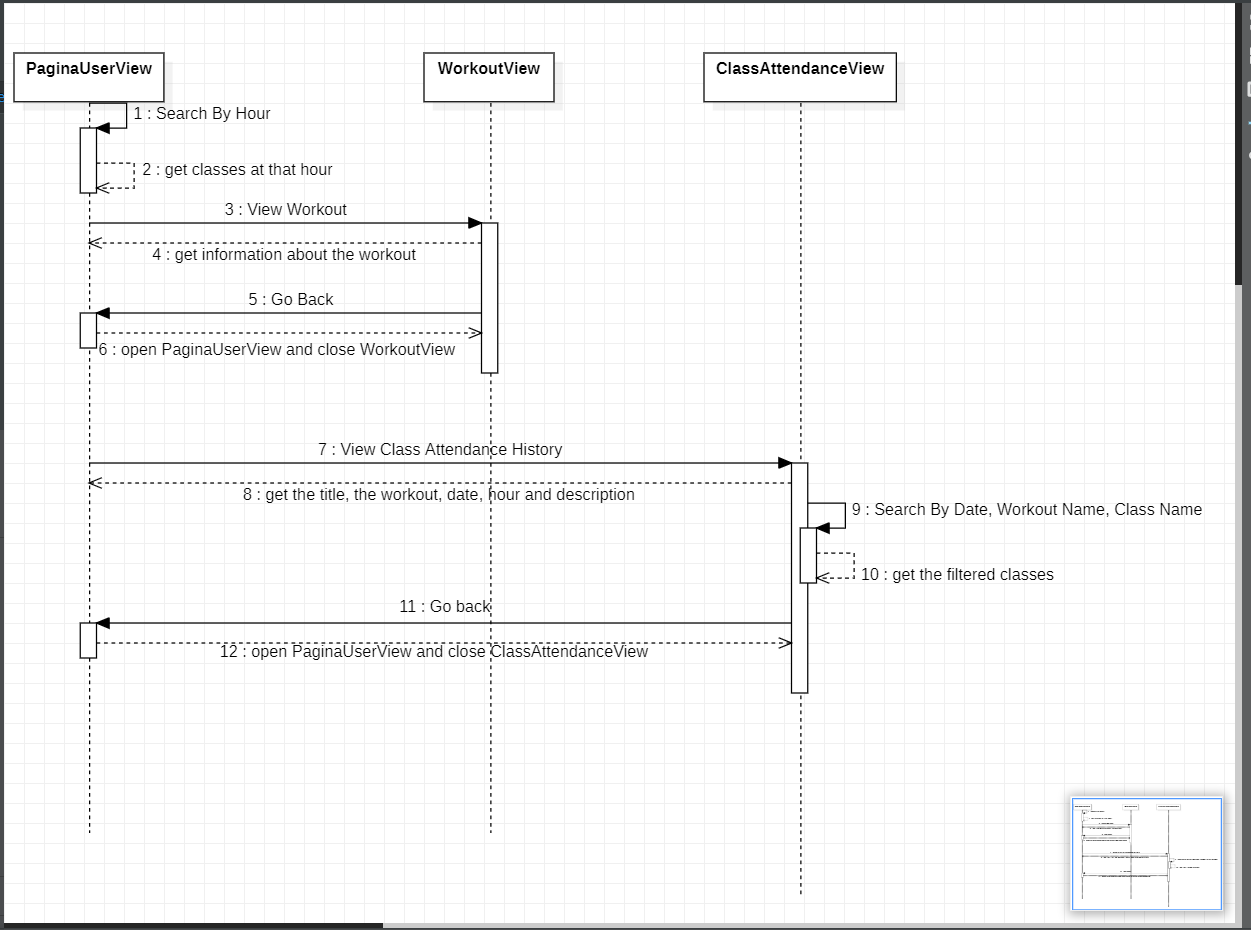 PaginaUserView
WorkoutView
ClassAttendanceView
1 : Search By Hour
2 : get classes at that hour
3 : View Workout
4 : get information about the workout
5 : Go Back
6 : open PaginaUserView and close WorkoutView
7 : View Class Attendance History
8 : get the title, the workout, date, hour and description
9 : Search By Date, Workout Name, Class Name
10 : get the filtered classes
11 : Go back
12 : open PaginaUserView and close ClassAttendanceView